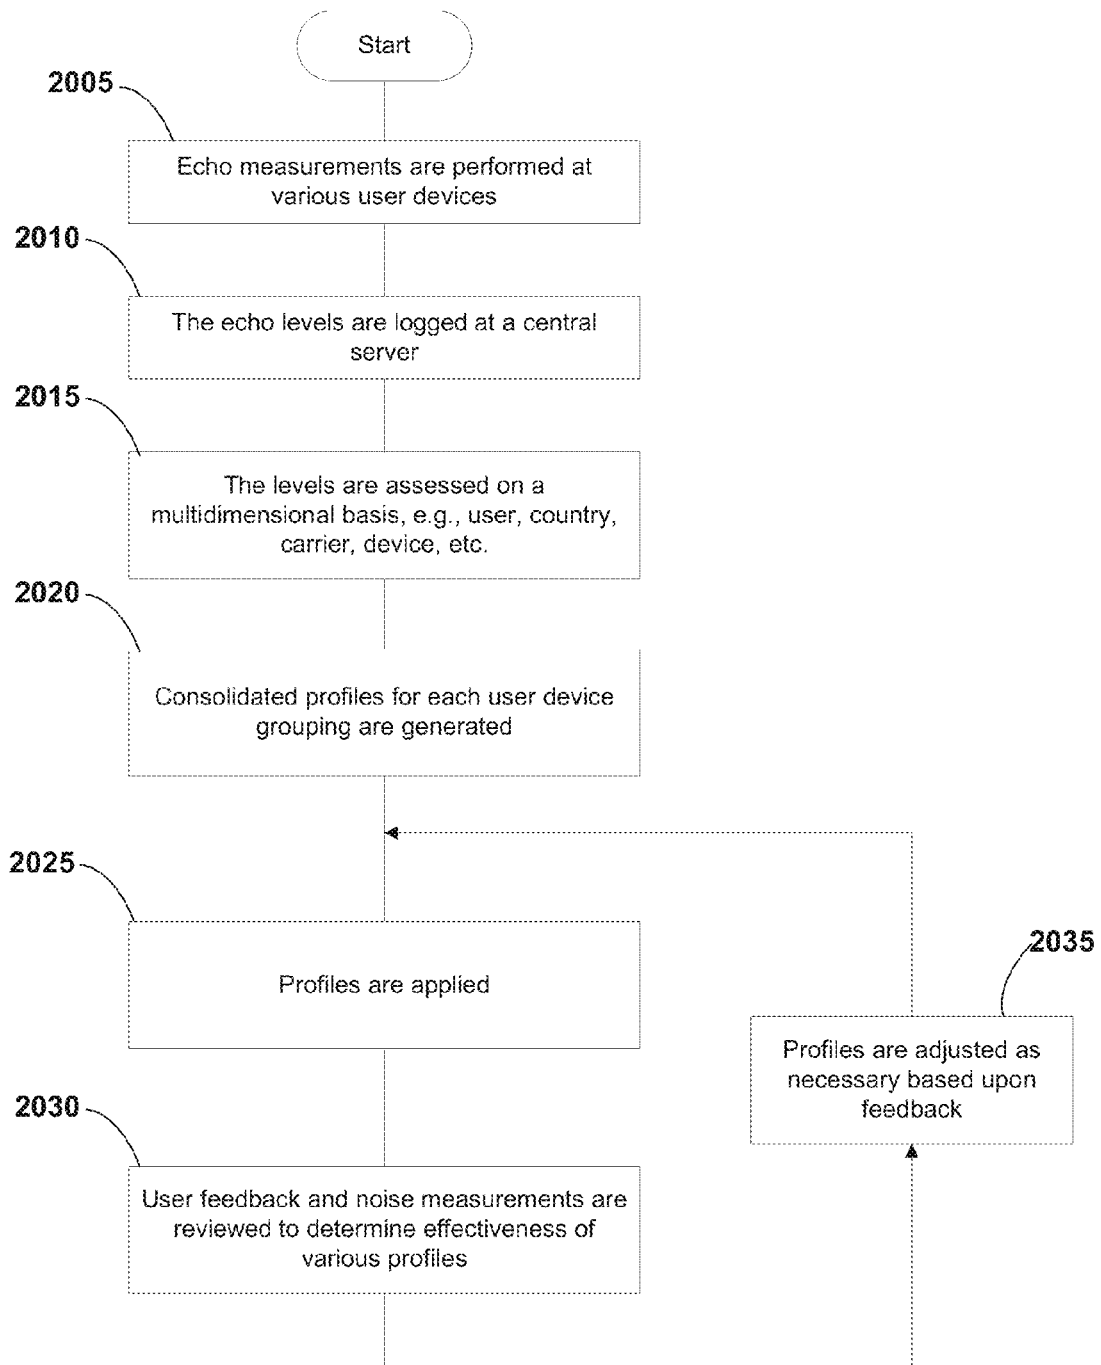 Start
2005
Echo measurements are performed at
various user devices
2010
The echo levels are logged at a central
server
2015
The levels are assessed on a
multidimensional basis, e.g., user, country,
carrier, device, etc.
2020
Consolidated profiles for each user device
grouping are generated
2025
Profiles are applied
2035
Profiles are adjusted as
necessary based upon
feedback
2030
User feedback and noise measurements are
reviewed to determine effectiveness of
various profiles